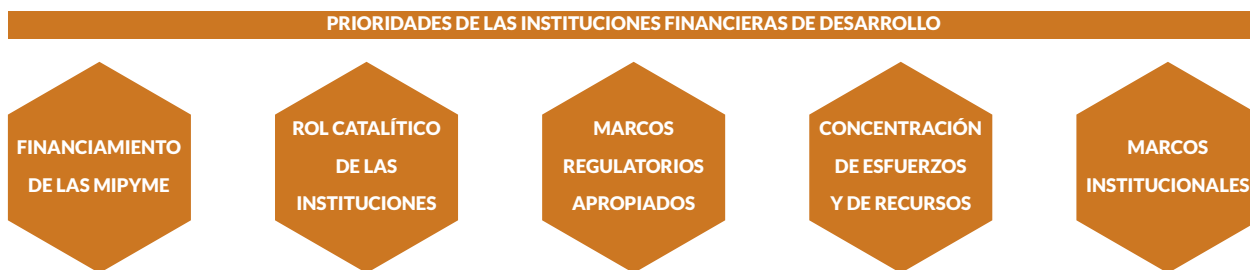 PRIORIDADES DE LAS INSTITUCIONES FINANCIERAS DE DESARROLLO
FINANCIAMIENTO
DE LAS MIPYME
ROL CATALÍTICO
DE LAS
INSTITUCIONES
MARCOS
REGULATORIOS
APROPIADOS
CONCENTRACIÓN
DE ESFUERZOS
Y DE RECURSOS
MARCOS
INSTITUCIONALES